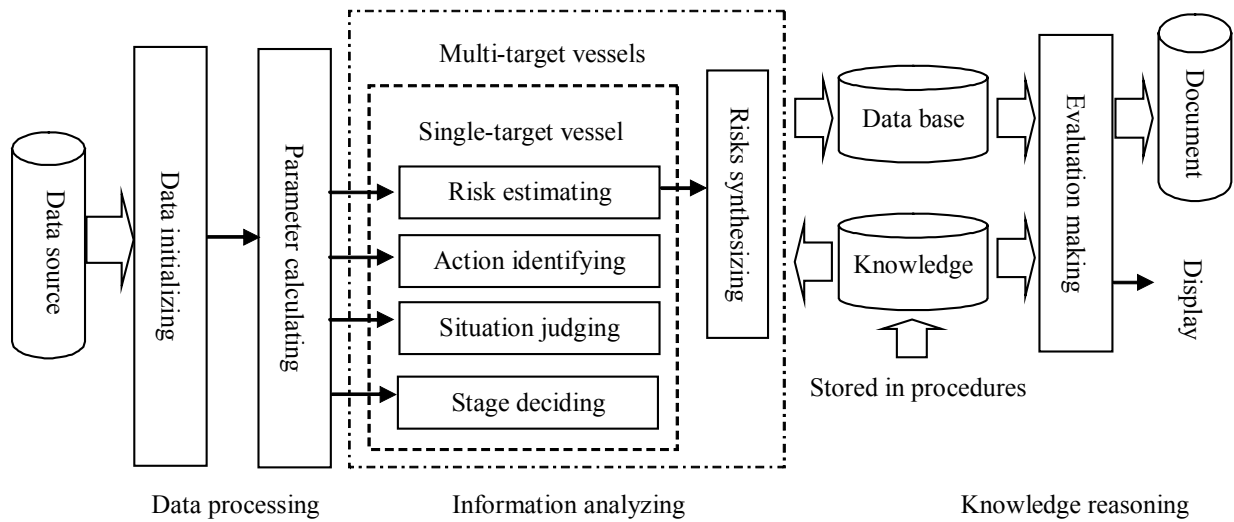 Data source
Data initializing
Parameter calculating
Multi-target vessels
Single-target vessel
Risk estimating
Action identifying
Situation judging
Stage deciding
Risks synthesizing
Data base
Knowledge
Stored in procedures
Evaluation making
Document
Display
Data processing
Information analyzing
Knowledge reasoning